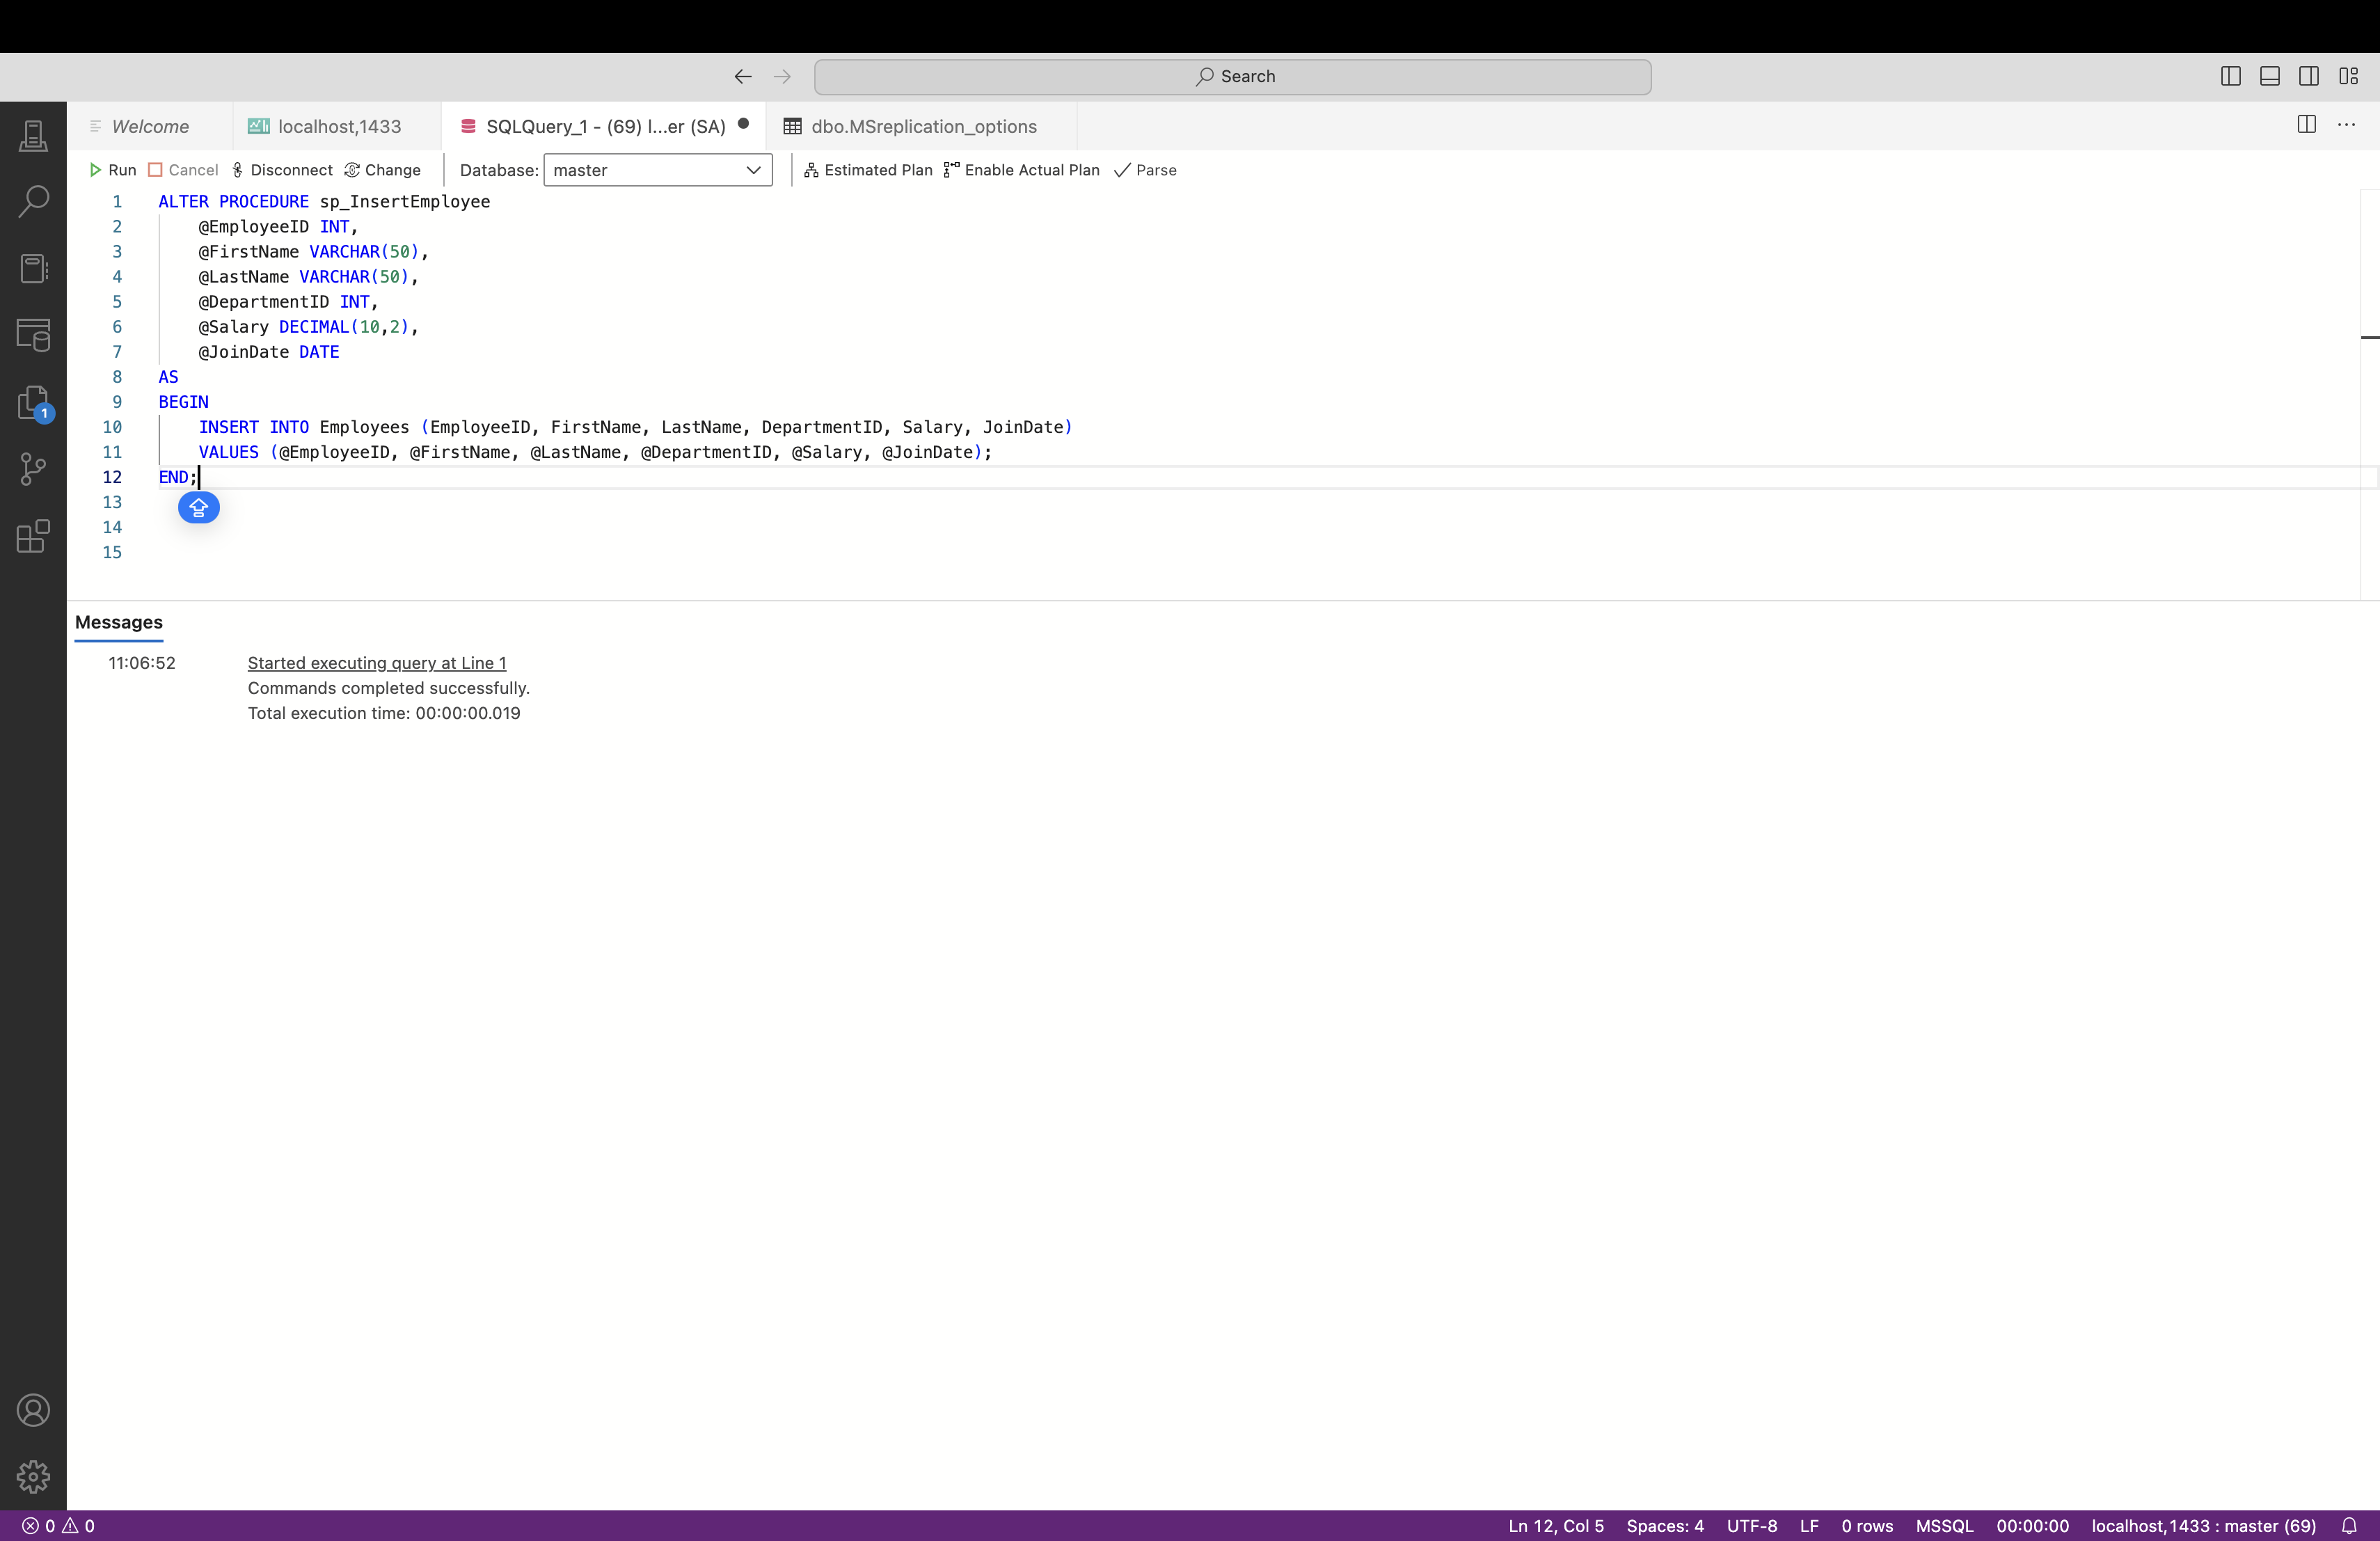 Search
Welcome localhost,1433 SQLQuery_1 - (69) l...er (SA) dbo.MSreplication_options
Run Cancel Disconnect Change Database: master Estimated Plan Enable Actual Plan Parse
1 ALTER PROCEDURE sp_InsertEmployee
2 @EmployeeID INT,
3 @FirstName VARCHAR(50),
4 @LastName VARCHAR(50),
5 @DepartmentID INT,
6 @Salary DECIMAL(10,2),
7 @JoinDate DATE
8 AS
9 BEGIN
10 INSERT INTO Employees (EmployeeID, FirstName, LastName, DepartmentID, Salary, JoinDate)
11 VALUES (@EmployeeID, @FirstName, @LastName, @DepartmentID, @Salary, @JoinDate);
12 END;
13
14
15
1
Messages
11:06:52 Started executing query at Line 1
Commands completed successfully.
Total execution time: 00:00:00.019
0 0 Ln 12, Col 5 Spaces: 4 UTF-8 LF 0 rows MSSQL 00:00:00 localhost,1433 : master (69)